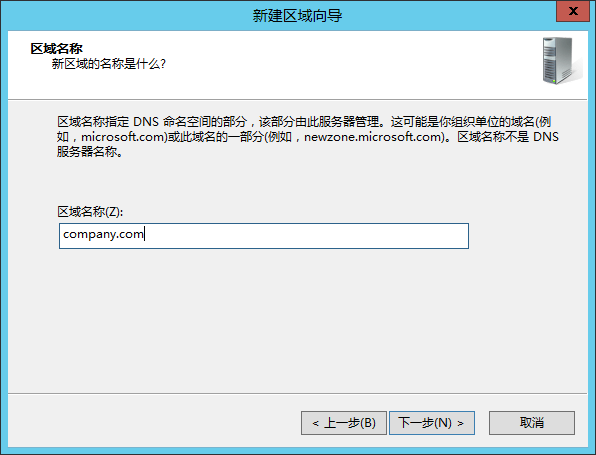 新建区域向导
x
区域名称
新区域的名称是什么?
区域名称指定 DNS 命名空间的部分，该部分由此服务器管理。这可能是你组织单位的域名(例
如，microsoft.com)或此域名的一部分(例如，newzone.microsoft.com)。区域名称不是 DNS
服务器名称。
区域名称(Z):
company.com
< 上一步(B)
下一步(N) >
取消